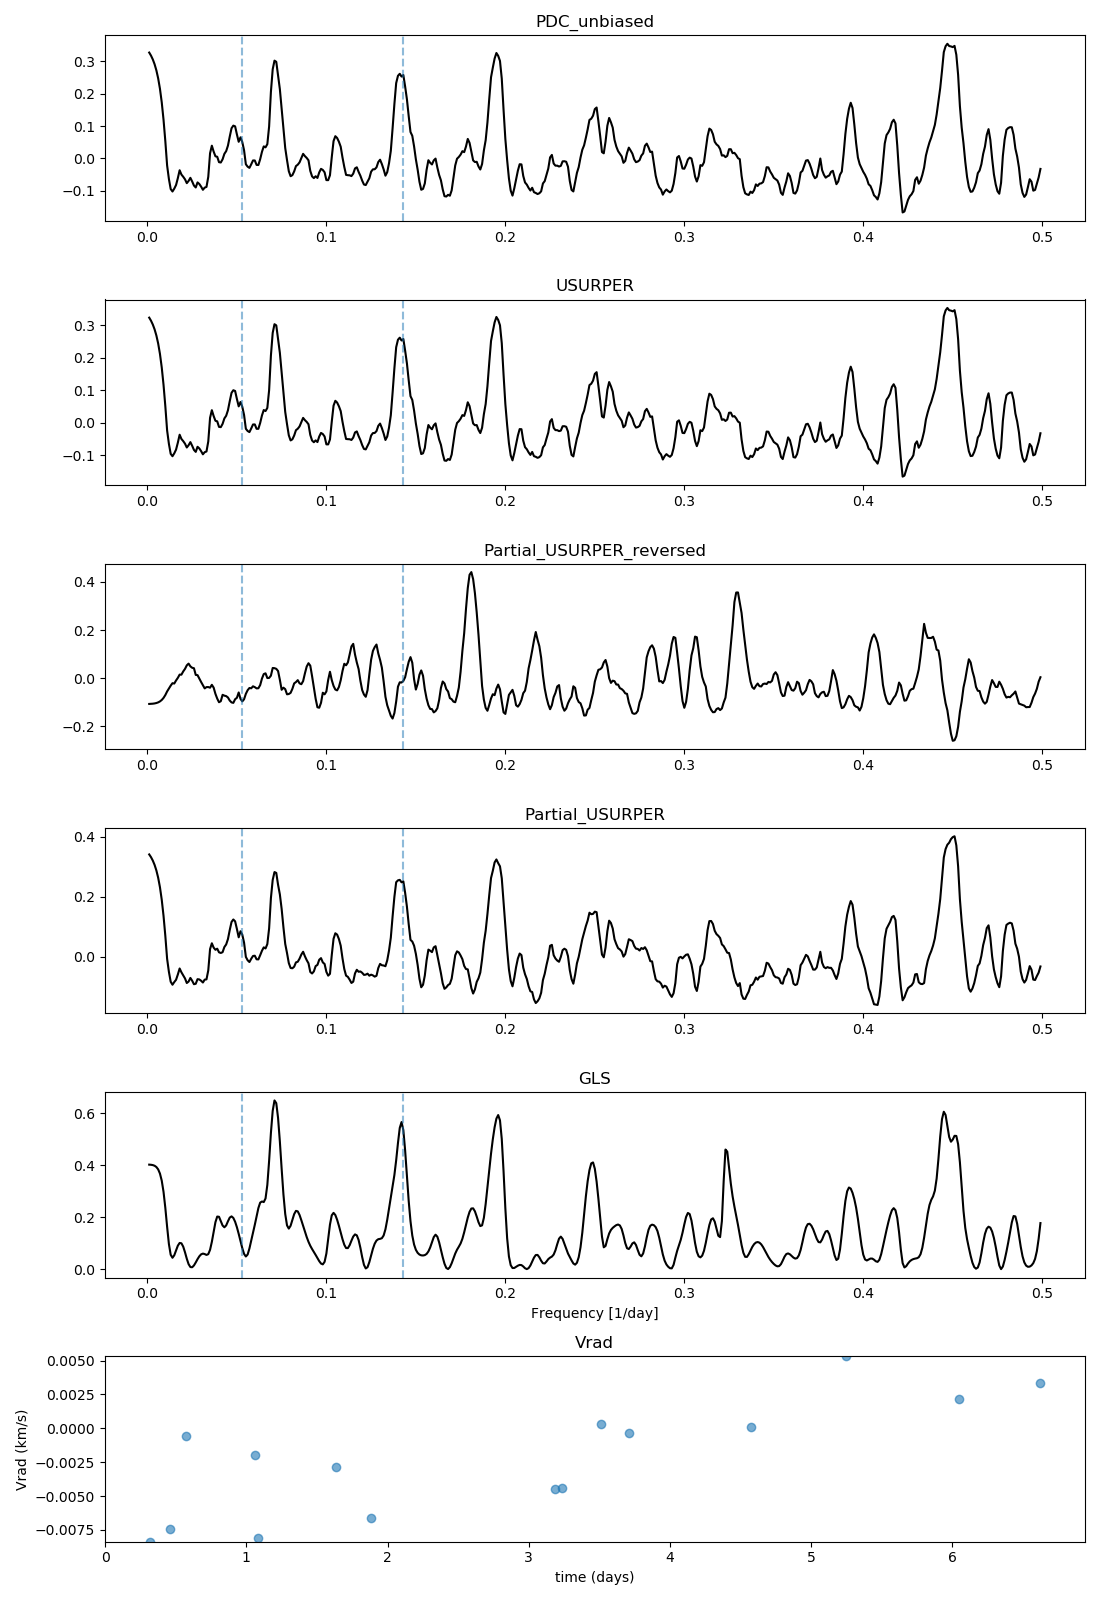 PDC_unbiased
0.3
0.2
0.1
0.0
−0.1
0.0 0.1 0.2 0.3 0.4 0.5
USURPER
0.3
0.2
0.1
0.0
−0.1
0.0 0.1 0.2 0.3 0.4 0.5
Partial_USURPER_reversed
0.4
0.2
0.0
−0.2
0.0 0.1 0.2 0.3 0.4 0.5
Partial_USURPER
0.4
0.2
0.0
0.0 0.1 0.2 0.3 0.4 0.5
GLS
0.6
0.4
0.2
0.0
0.0 0.1 0.2 0.3 0.4 0.5
Frequency [1/day]
Vrad
Vrad (km/s)
0.0050
0.0025
0.0000
−0.0025
−0.0050
−0.0075
0 1 2 3 4 5 6
time (days)